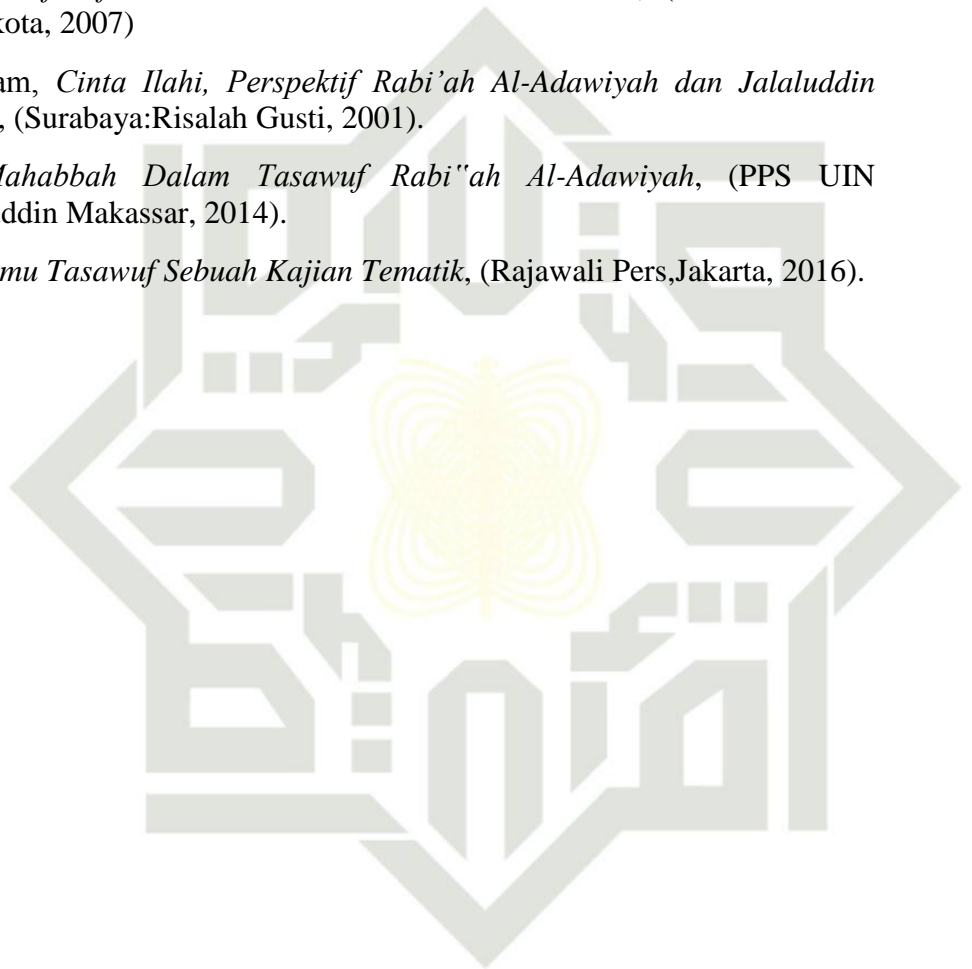 kota, 2007)
am, Cinta Ilahi, Perspektif Rabi’ah Al-Adawiyah dan Jalaluddin
, (Surabaya:Risalah Gusti, 2001).
Mahabbah Dalam Tasawuf Rabi‟ah Al-Adawiyah, (PPS UIN
uddin Makassar, 2014).
mu Tasawuf Sebuah Kajian Tematik, (Rajawali Pers,Jakarta, 2016).